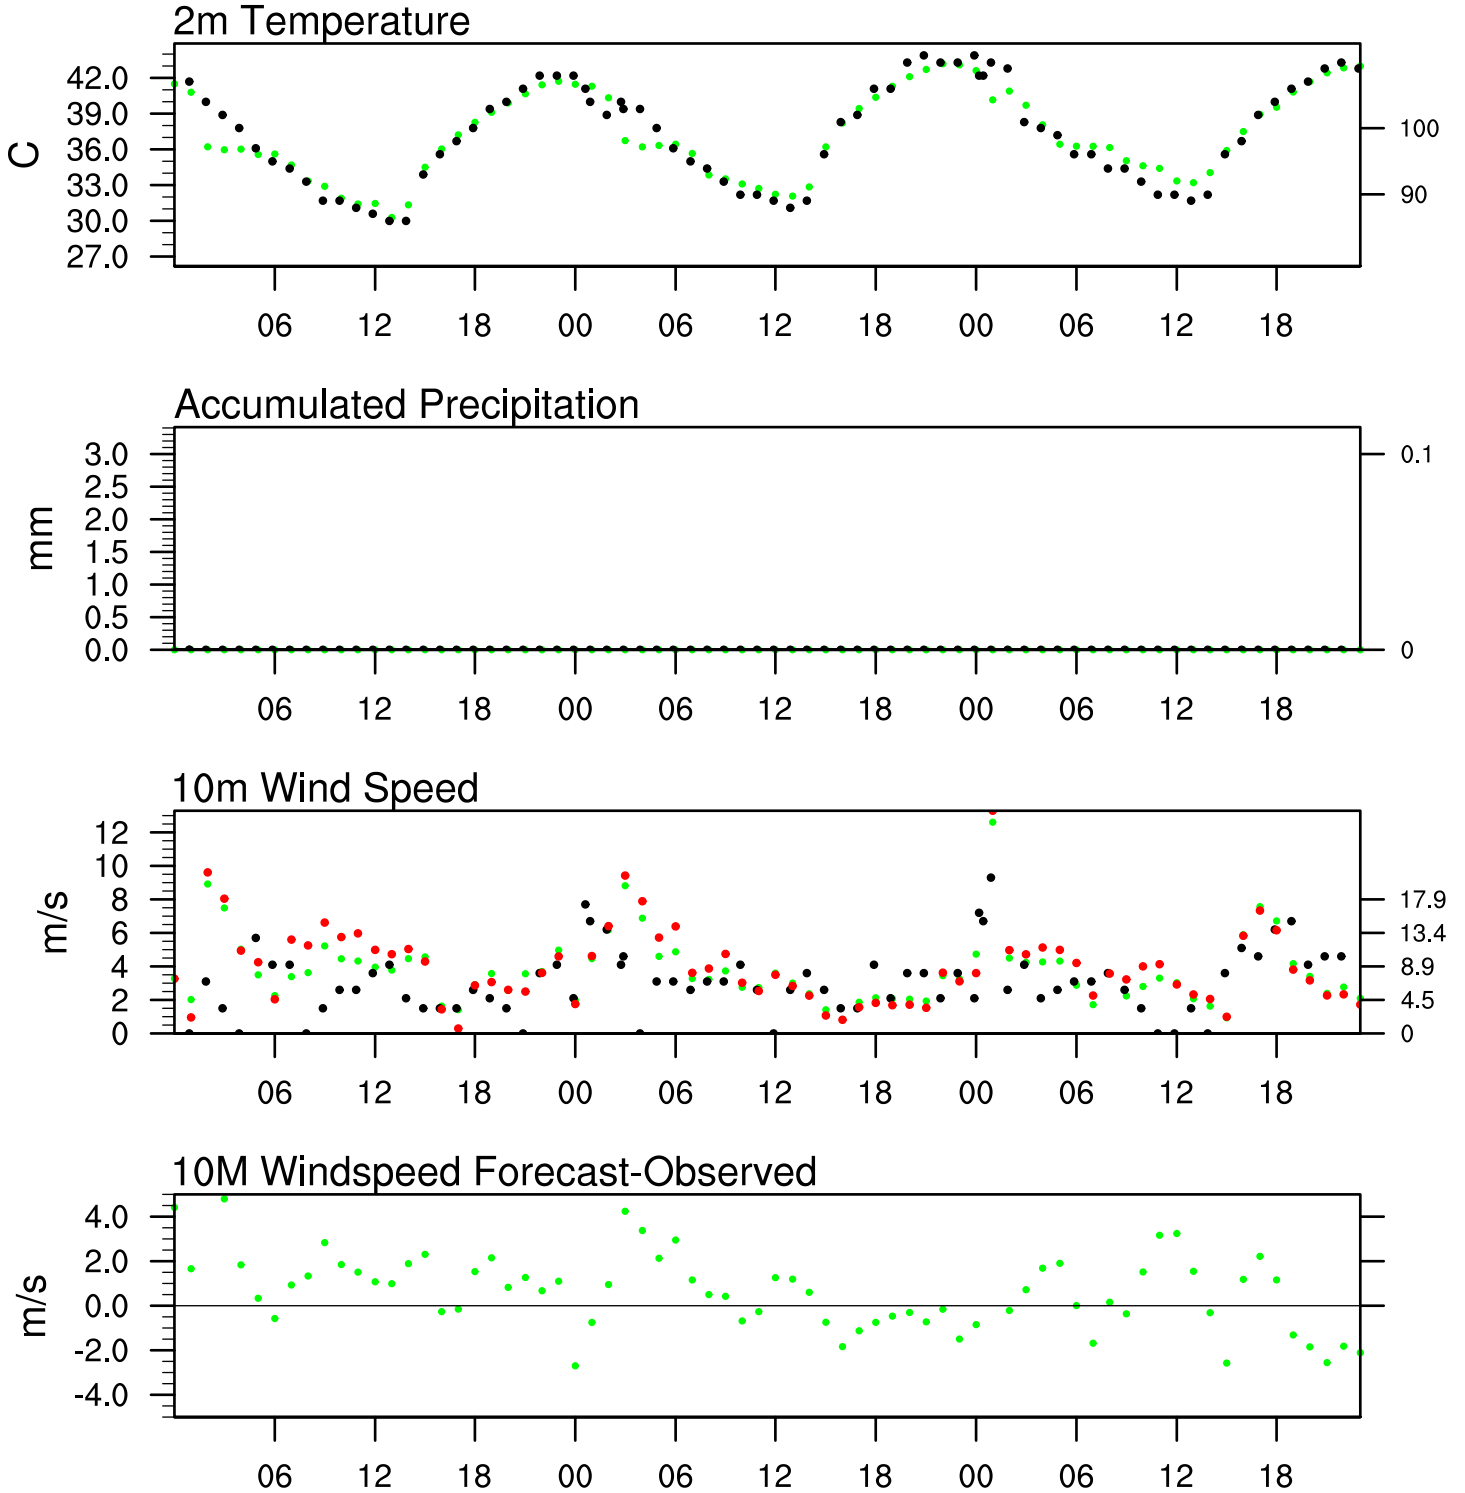 2m Temperature
42.0
39.0
36.0
33.0
30.0
27.0
C
100
90
06 12 18 00 06 12 18 00 06 12 18
Accumulated Precipitation
3.0
2.5
2.0
1.5
1.0
0.5
0.0
mm
0.1
0
06 12 18 00 06 12 18 00 06 12 18
10m Wind Speed
12
10
8
6
4
2
0
m/s
17.9
13.4
8.9
4.5
0
06 12 18 00 06 12 18 00 06 12 18
10M Windspeed Forecast-Observed
4.0
2.0
0.0
-2.0
-4.0
m/s
06 12 18 00 06 12 18 00 06 12 18